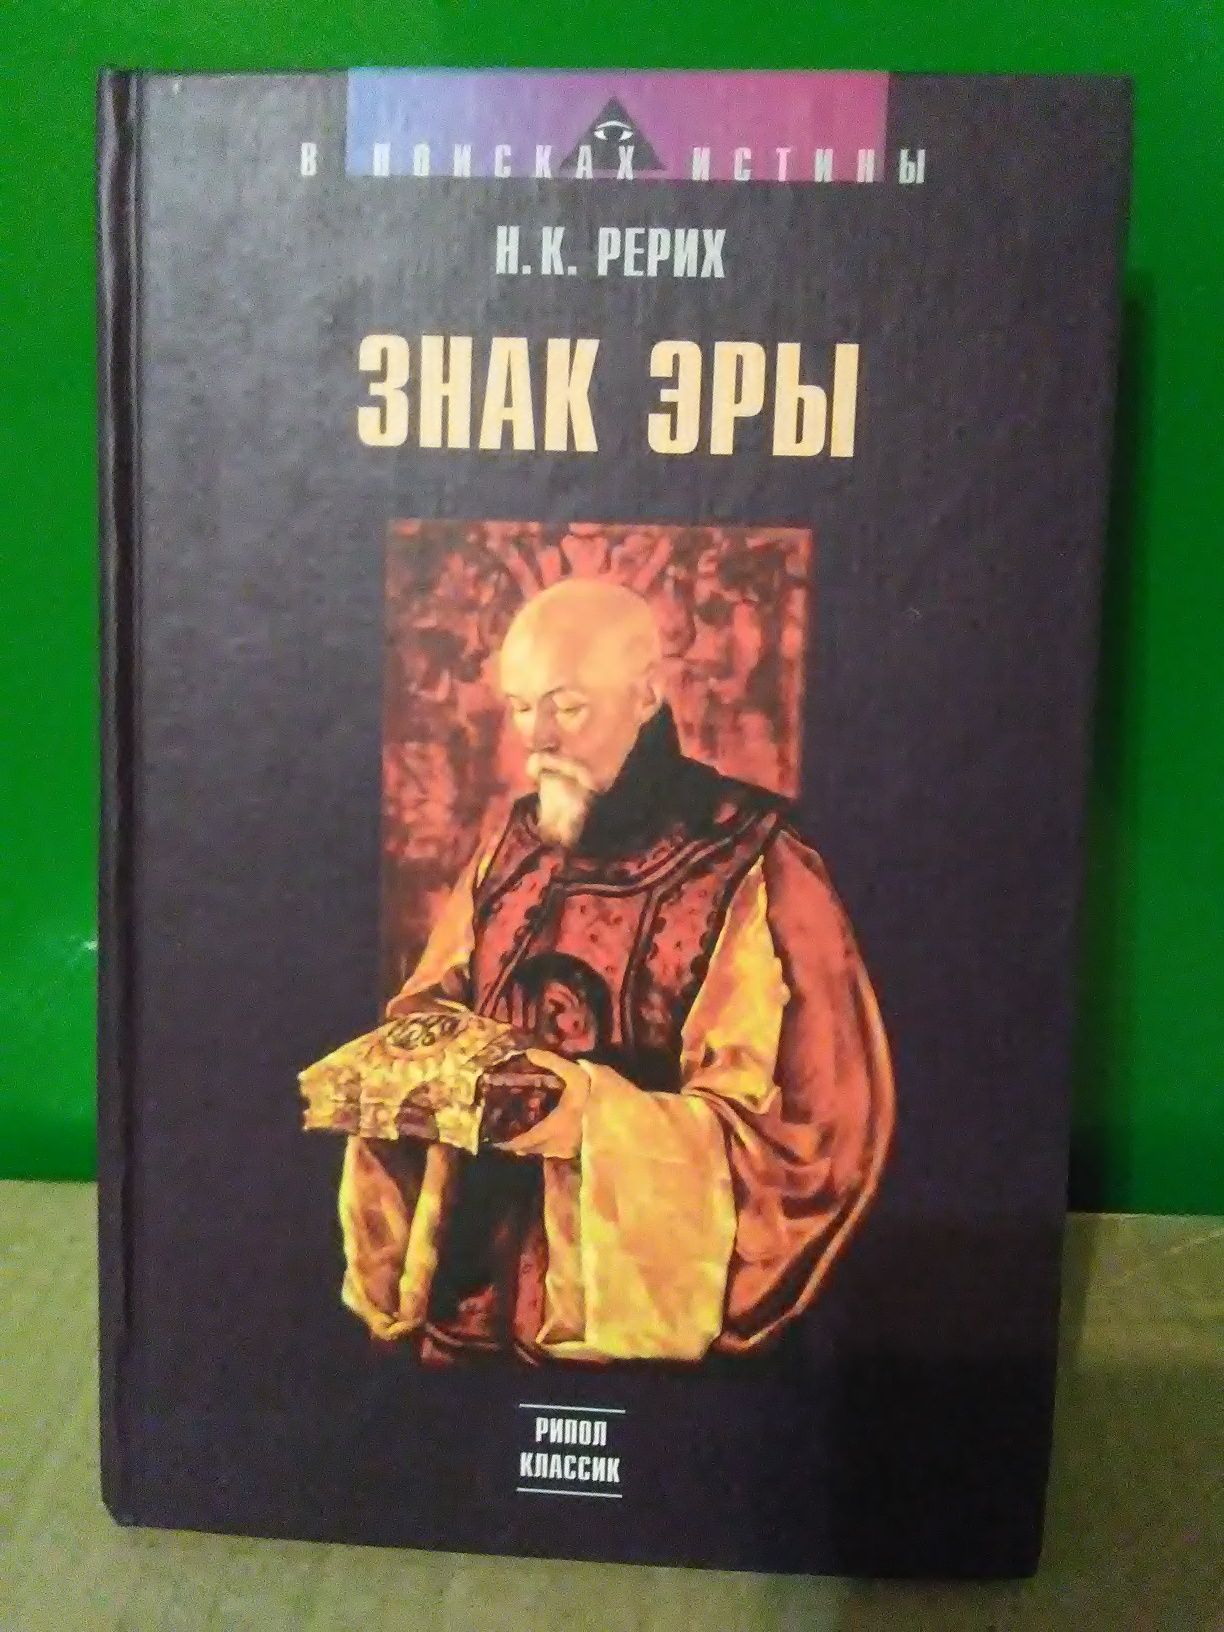 В ПОИСКАХ ИСТИНЫ
Н. К. РЕРИХ
ЗНАК ЭРЫ
РИПОЛ
КЛАССИК